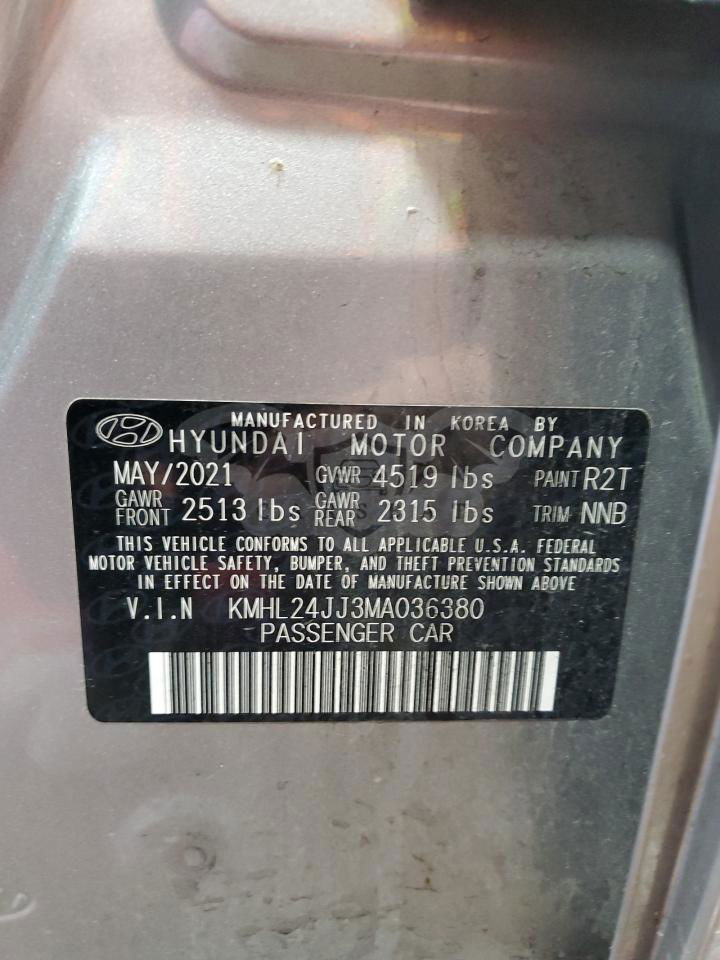 MANUFACTURED IN KOREA BY
HYUNDAI MOTOR COMPANY
MAY/2021 GVWR 4519 lbs PAINT R2T
GAWR FRONT 2513 lbs GAWR REAR 2315 lbs TRIM NNB
THIS VEHICLE CONFORMS TO ALL APPLICABLE U.S.A. FEDERAL
MOTOR VEHICLE SAFETY, BUMPER, AND THEFT PREVENTION STANDARDS
IN EFFECT ON THE DATE OF MANUFACTURE SHOWN ABOVE
V.I.N KMHL24JJ3MA036380
PASSENGER CAR